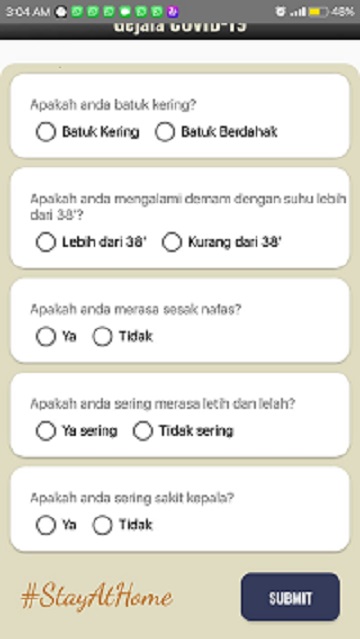 3:04 AM 48%
Gejala COVID-19
Apakah anda batuk kering?
Batuk Kering Batuk Berdahak
Apakah anda mengalami demam dengan suhu lebih
dari 38°?
Lebih dari 38° Kurang dari 38°
Apakah anda merasa sesak nafas?
Ya Tidak
Apakah anda sering merasa letih dan lelah?
Ya sering Tidak sering
Apakah anda sering sakit kepala?
Ya Tidak
#StayAtHome SUBMIT